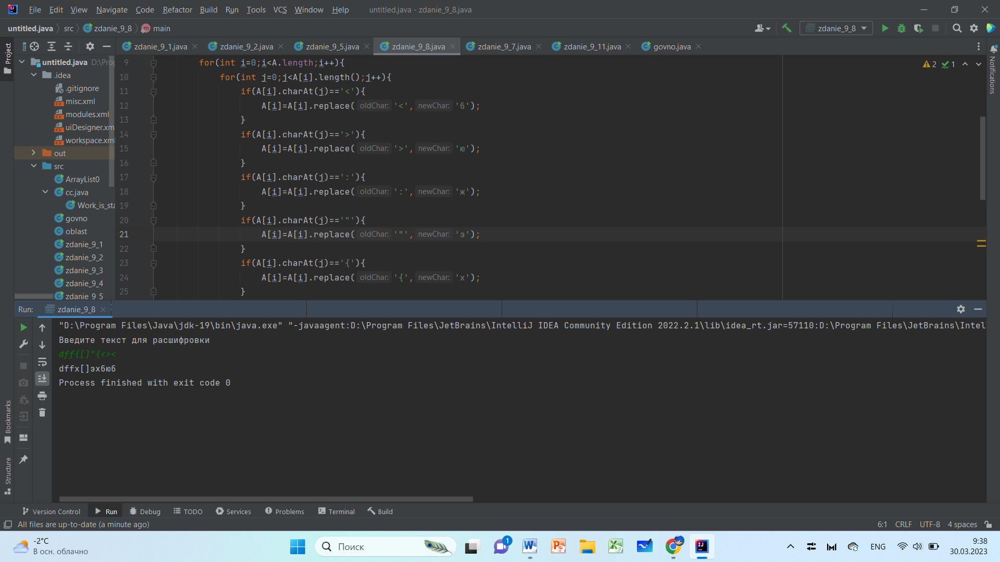 File Edit View Navigate Code Refactor Build Run Tools VCS Window Help untitled.java - zdanie_9_8.java
untitled.java src zdanie_9_8 main zdanie_9_8
Project
zdanie_9_1.java zdanie_9_2.java zdanie_9_5.java zdanie_9_8.java zdanie_9_7.java zdanie_9_11.java govno.java
Notifications
untitled.java D:\Prog
.idea
.gitignore
misc.xml
modules.xml
uiDesigner.xm
workspace.xml
out
src
ArrayList0
cc.java
Work_is_sta
govno
oblast
zdanie_9_1
zdanie_9_2
zdanie_9_3
zdanie_9_4
zdanie_9_5
2 1
9 for(int i=0;i<A.length;i++){
10 for(int j=0;j<A[i].length();j++){
11 if(A[i].charAt(j)=='<'){
12 A[i]=A[i].replace( oldChar: '<', newChar: 'б');
13 }
14 if(A[i].charAt(j)=='>'){
15 A[i]=A[i].replace( oldChar: '>', newChar: 'ю');
16 }
17 if(A[i].charAt(j)==':'){
18 A[i]=A[i].replace( oldChar: ':', newChar: 'ж');
19 }
20 if(A[i].charAt(j)=='"'){
21 A[i]=A[i].replace( oldChar: '"', newChar: 'э');
22 }
23 if(A[i].charAt(j)=='{'){
24 A[i]=A[i].replace( oldChar: '{', newChar: 'х');
25 }
Run: zdanie_9_8
"D:\Program Files\Java\jdk-19\bin\java.exe" "-javaagent:D:\Program Files\JetBrains\IntelliJ IDEA Community Edition 2022.2.1\lib\idea_rt.jar=57110:D:\Program Files\JetBrains\Intel
Введите текст для расшифровки
dff{[]"{<><
dffх[]эхбюб
Process finished with exit code 0
Bookmarks
Structure
Version Control Run Debug TODO Services Problems Terminal Build
All files are up-to-date (a minute ago) 6:1 CRLF UTF-8 4 spaces
-2°C
В осн. облачно
Поиск
1
ENG
9:38
30.03.2023